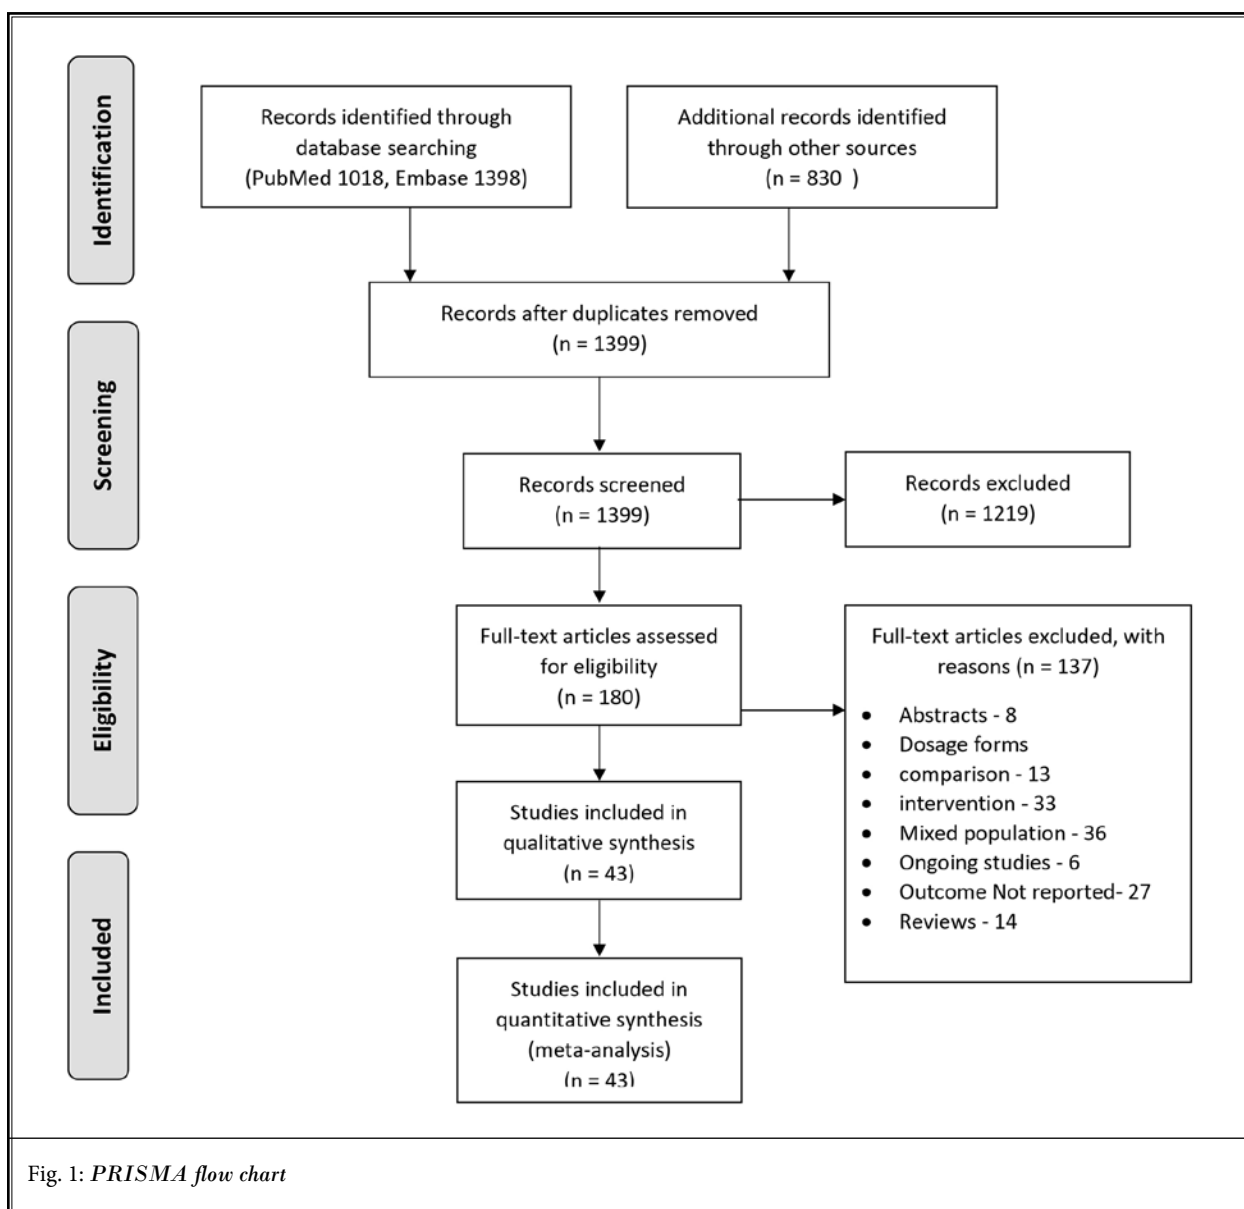 Identification
Records identified through
database searching
(PubMed 1018, Embase 1398)
Additional records identified
through other sources
(n = 830 )
Records after duplicates removed
(n = 1399)
Screening
Records screened
(n = 1399)
Records excluded
(n = 1219)
Eligibility
Full-text articles assessed
for eligibility
(n = 180)
Full-text articles excluded, with
reasons (n = 137)
• Abstracts - 8
• Dosage forms
• comparison - 13
• intervention - 33
• Mixed population - 36
• Ongoing studies - 6
• Outcome Not reported- 27
• Reviews - 14
Studies included in
qualitative synthesis
(n = 43)
Included
Studies included in
quantitative synthesis
(meta-analysis)
(n = 43)
Fig. 1: PRISMA flow chart